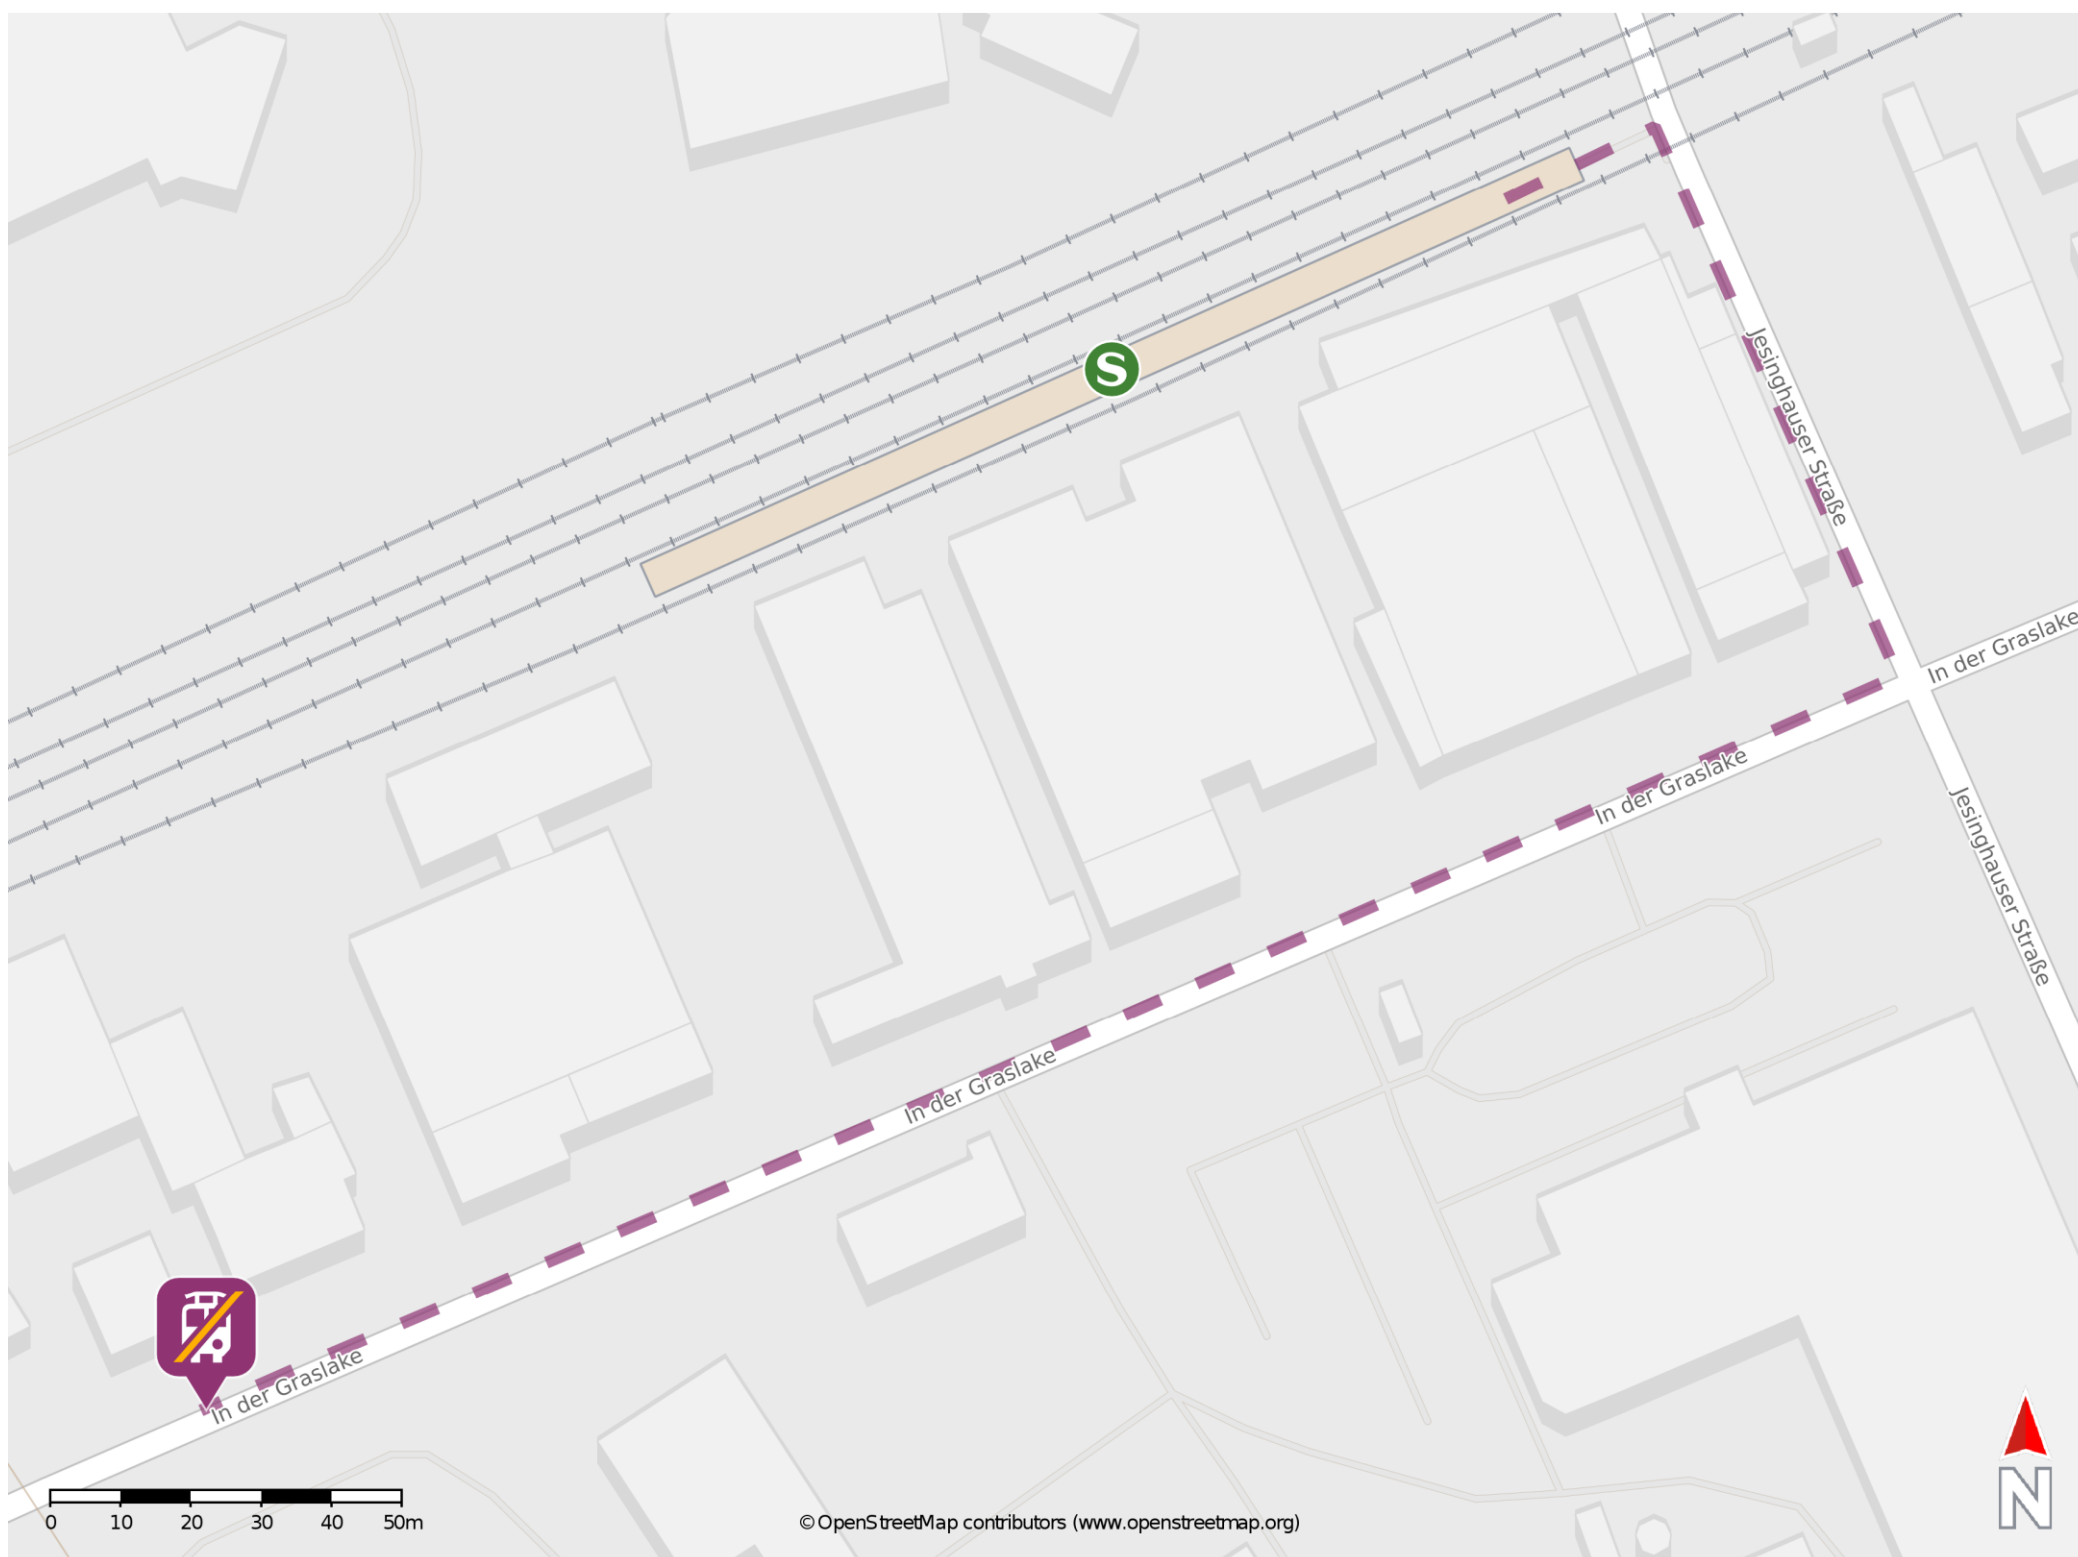 S
Jesinghauser Straße
In der Graslake
In der Graslake
Jesinghauser Straße
In der Graslake
In der Graslake
0 10 20 30 40 50m
© OpenStreetMap contributors (www.openstreetmap.org)
N